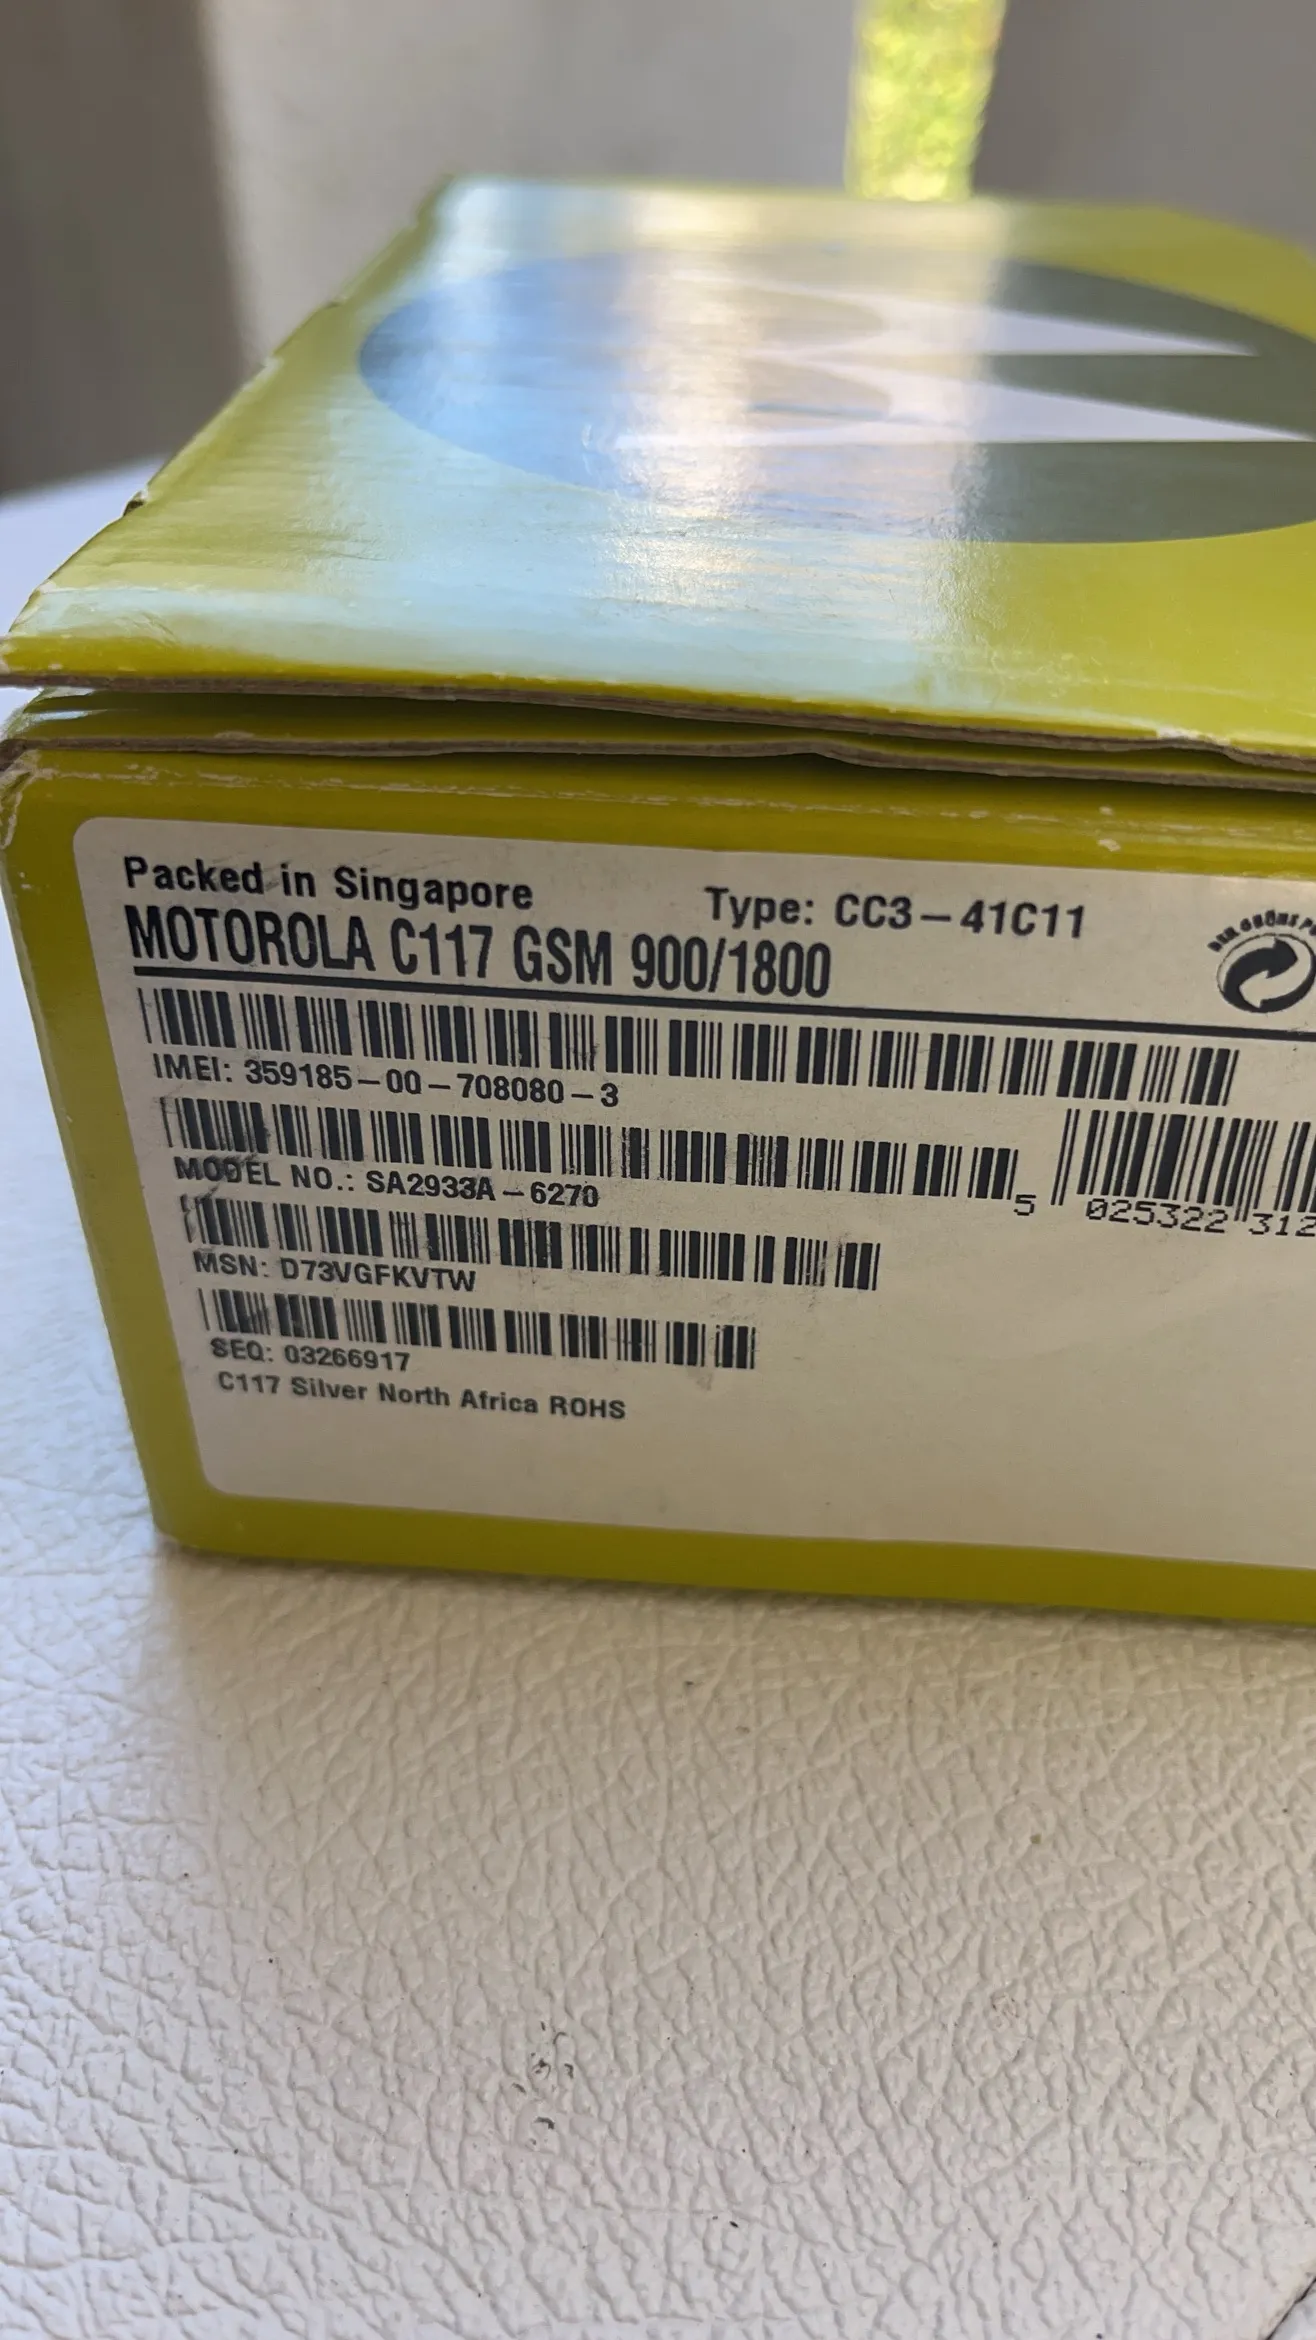 Packed in Singapore Type: CC3-41C11
MOTOROLA C117 GSM 900/1800
IMEI: 359185-00-708080-3
MODEL NO.: SA2933A-6270
5 025322 312
MSN: D73VGFKVTW
SEQ: 03266917
C117 Silver North Africa ROHS